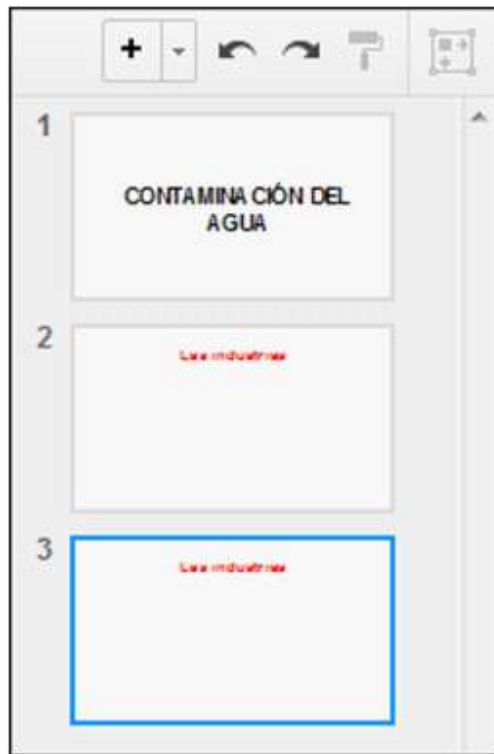 1
CONTAMINACIÓN DEL
AGUA
2
Las industrias
3
Las industrias